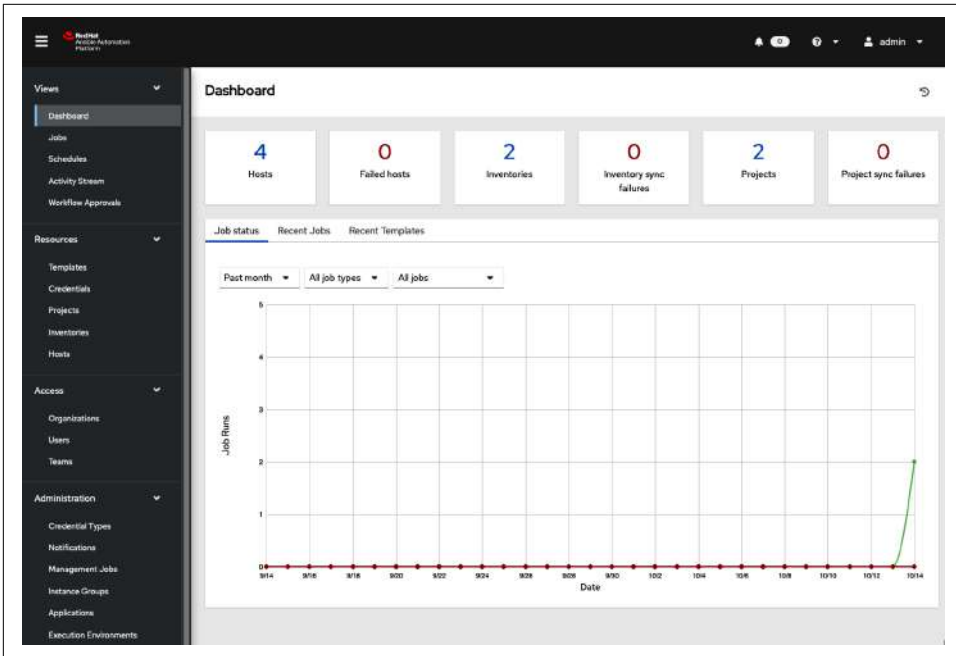 RedHat
Ansible Automation
Platform
0
admin
Views
Dashboard
Jobs
Schedules
Activity Stream
Workflow Approvals
Resources
Templates
Credentials
Projects
Inventories
Hosts
Access
Organizations
Users
Teams
Administration
Credential Types
Notifications
Management Jobs
Instance Groups
Applications
Execution Environments
Dashboard
4
Hosts
0
Failed hosts
2
Inventories
0
Inventory sync
failures
2
Projects
0
Project sync failures
Job status Recent Jobs Recent Templates
Past month All job types All jobs
5
4
3
2
1
0
Job Runs
9/14 9/16 9/18 9/20 9/22 9/24 9/26 9/28 9/30 10/2 10/4 10/6 10/8 10/10 10/12 10/14
Date